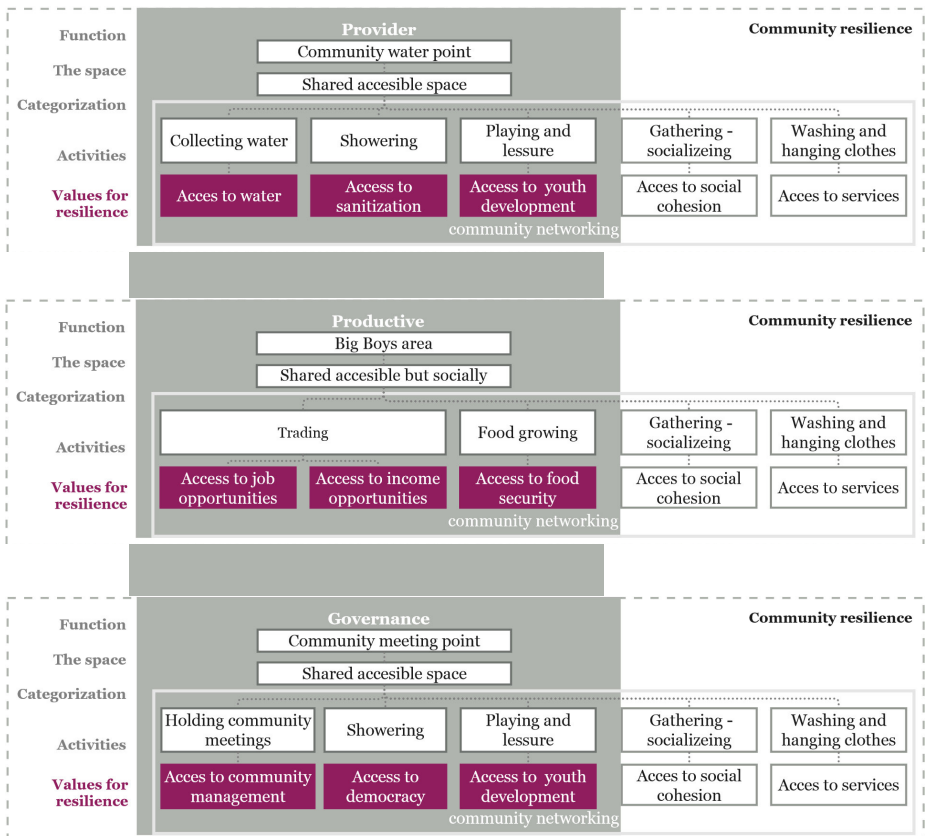 Function
Provider
Community resilience
Community water point
The space
Shared accesible space
Categorization
Activities
Collecting water
Showering
Playing and
lessure
Gathering -
socializeing
Washing and
hanging clothes
Values for
resilience
Acces to water
Access to
sanitization
Access to youth
development
Acces to social
cohesion
Acces to services
community networking
Function
Productive
Community resilience
Big Boys area
The space
Shared accesible but socially
Categorization
Activities
Trading
Food growing
Gathering -
socializeing
Washing and
hanging clothes
Values for
resilience
Access to job
opportunities
Access to income
opportunities
Access to food
security
Acces to social
cohesion
Acces to services
community networking
Function
Governance
Community resilience
Community meeting point
The space
Shared accesible space
Categorization
Activities
Holding community
meetings
Showering
Playing and
lessure
Gathering -
socializeing
Washing and
hanging clothes
Values for
resilience
Acces to community
management
Access to
democracy
Access to youth
development
Acces to social
cohesion
Acces to services
community networking